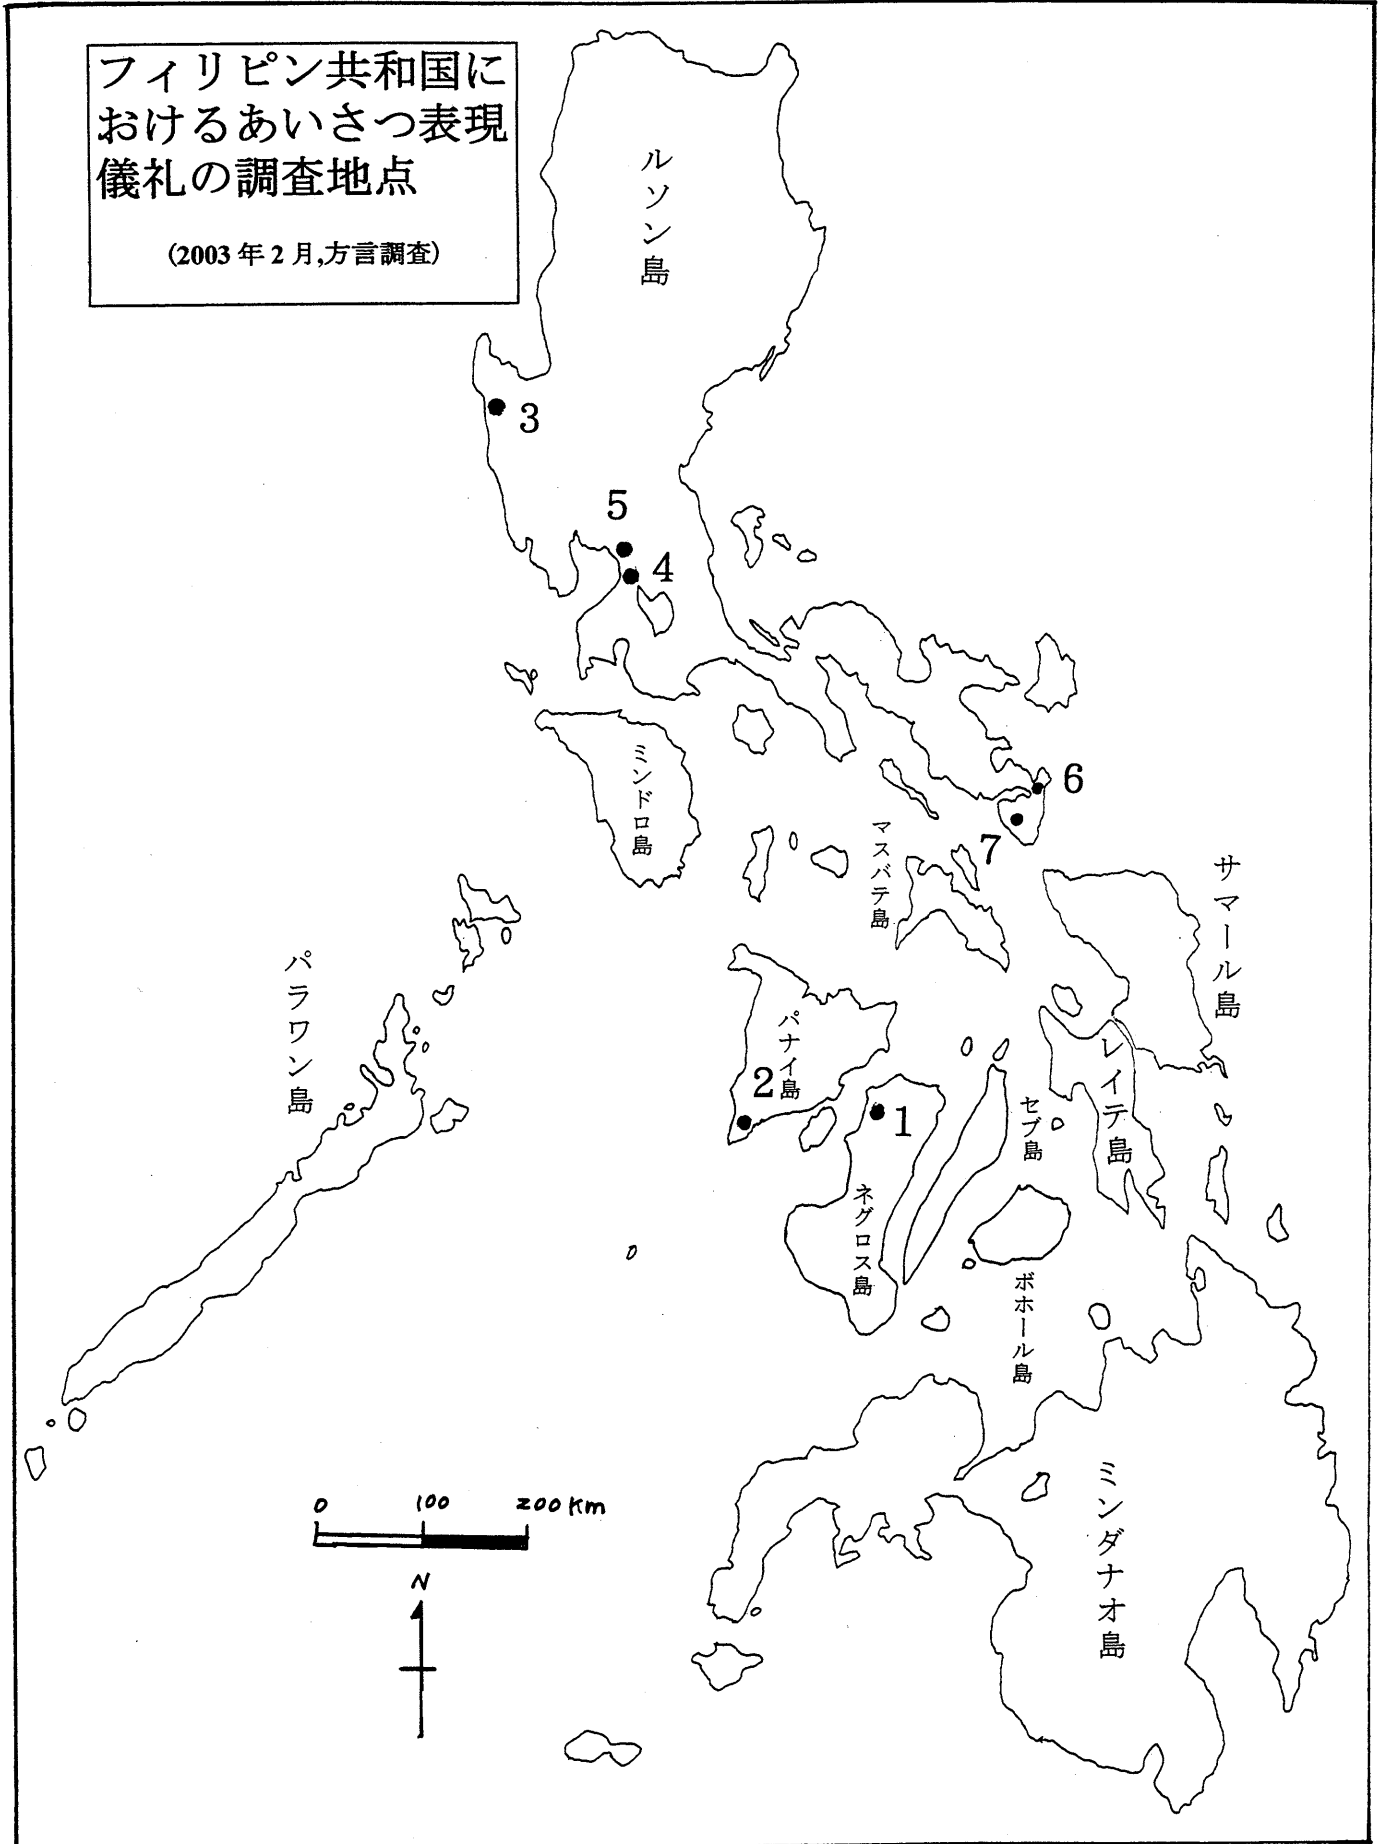 フィリピン共和国に
おけるあいさつ表現
儀礼の調査地点
(2003年2月,方言調査)
ルソン島
3
5
4
ミンドロ島
6
7
マスバテ島
サマール島
パラワン島
パナイ島
2
1
レイテ島
セブ島
ネグロス島
ボホール島
ミンダナオ島
0 100 200 Km
N